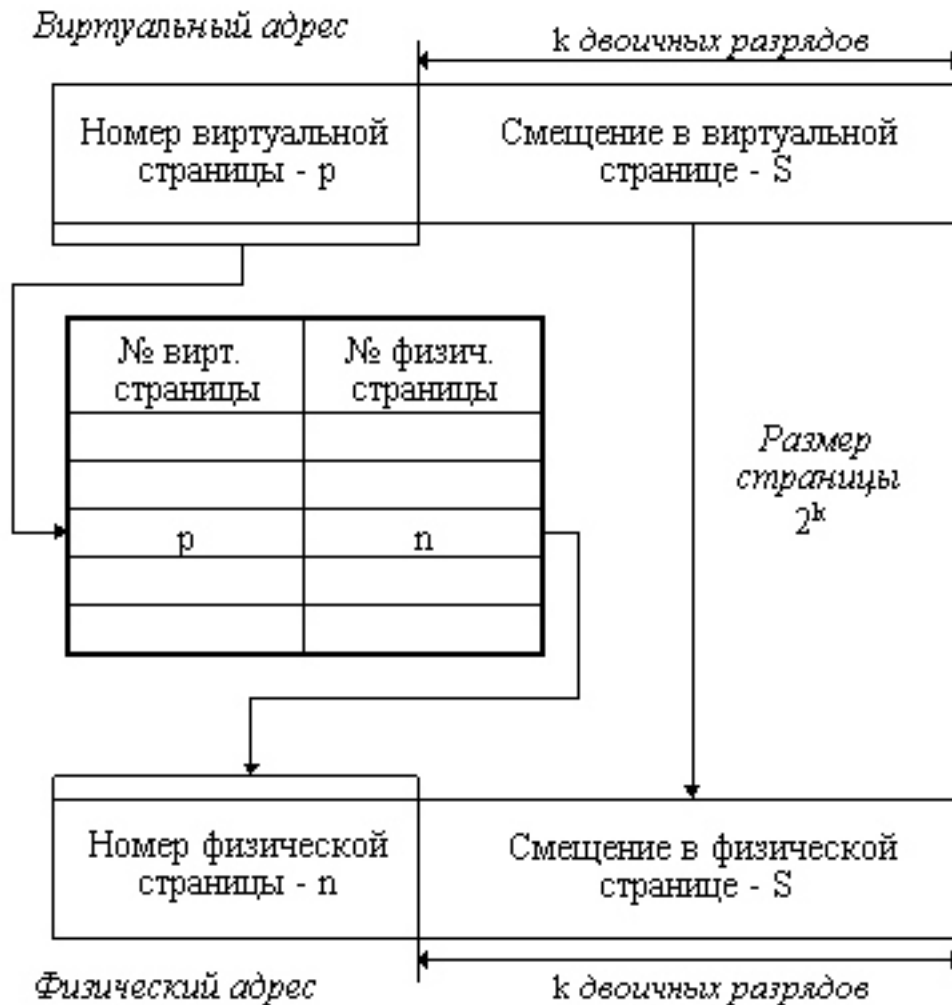 Виртуальный адрес
k двоичных разрядов
Номер виртуальной
страницы - p
Смещение в виртуальной
странице - S
№ вирт.
страницы
№ физич.
страницы
p
n
Размер
страницы
2ᵏ
Номер физической
страницы - n
Смещение в физической
странице - S
Физический адрес
k двоичных разрядов